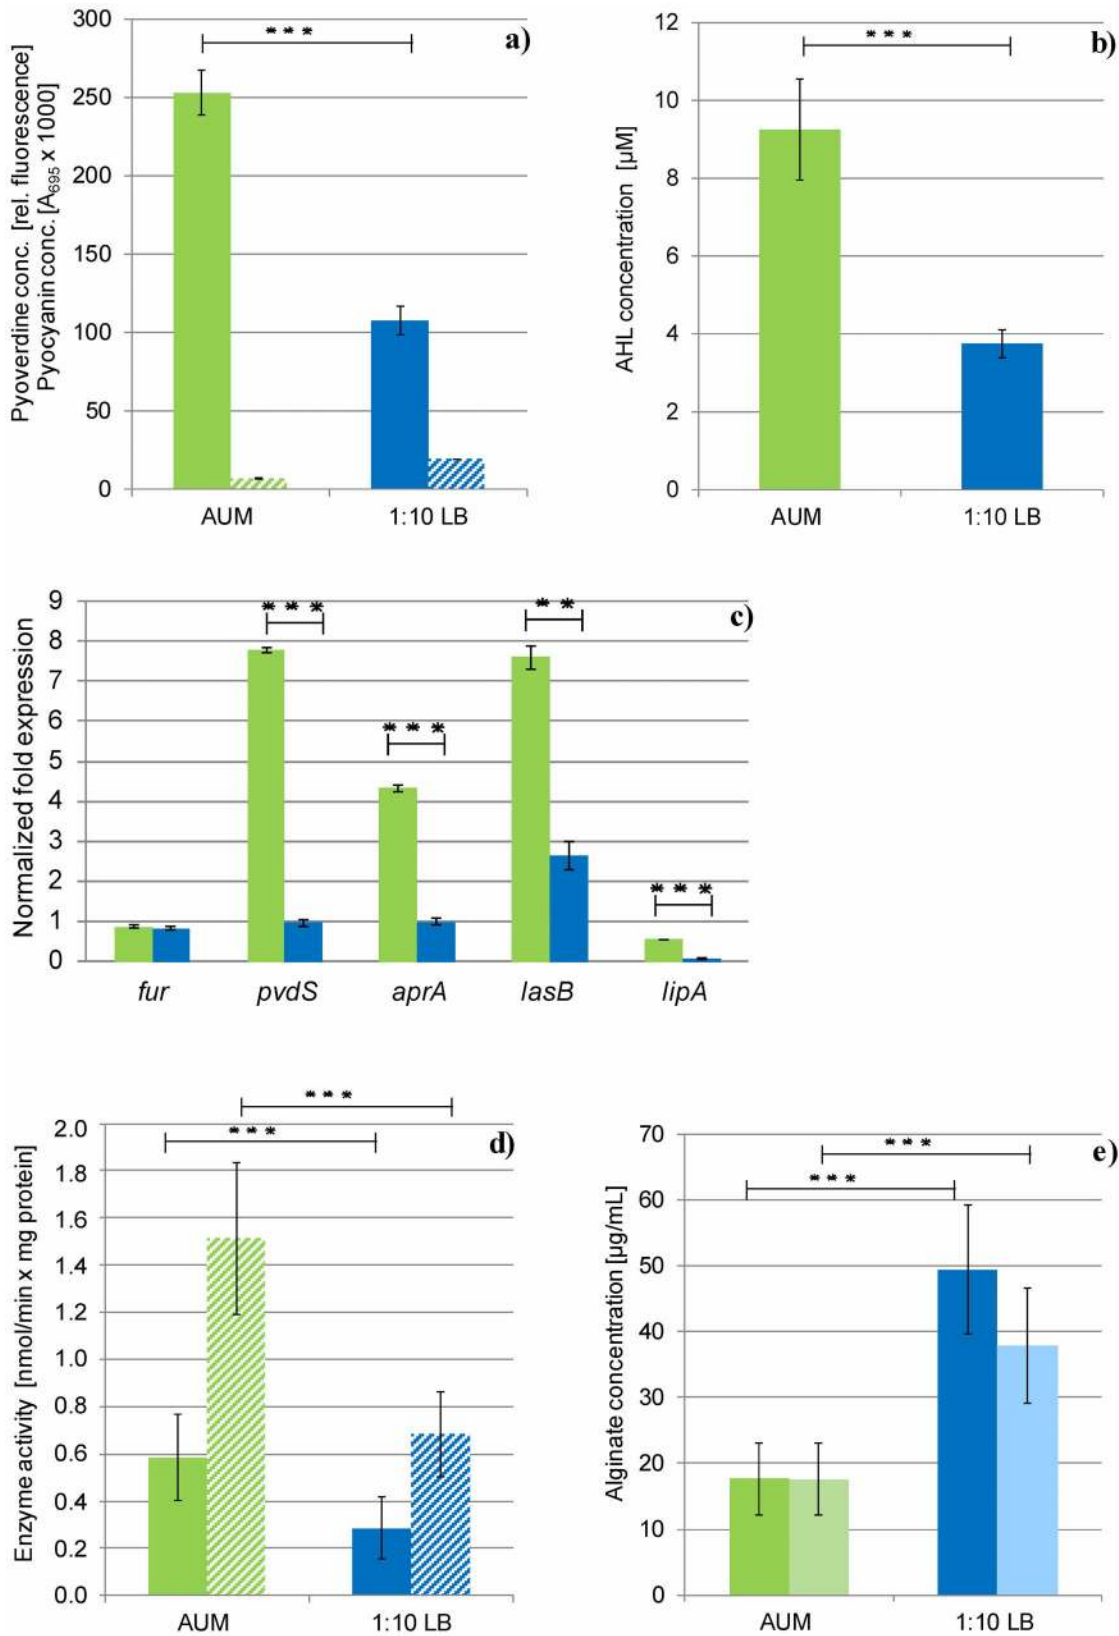 Pyoverdine conc. [rel. fluorescence]
Pyocyanin conc. [A₆₉₅ x 1000]
300
250
200
150
100
50
0
* * *
a)
AUM
1:10 LB
AHL concentration [µM]
12
10
8
6
4
2
0
* * *
b)
AUM
1:10 LB
Normalized fold expression
9
8
7
6
5
4
3
2
1
0
* * *
* * *
* *
* * *
c)
fur
pvdS
aprA
lasB
lipA
Enzyme activity [nmol/min x mg protein]
2.0
1.8
1.6
1.4
1.2
1.0
0.8
0.6
0.4
0.2
0.0
* * *
* * *
d)
AUM
1:10 LB
Alginate concentration [µg/mL]
70
60
50
40
30
20
10
0
* * *
* * *
e)
AUM
1:10 LB